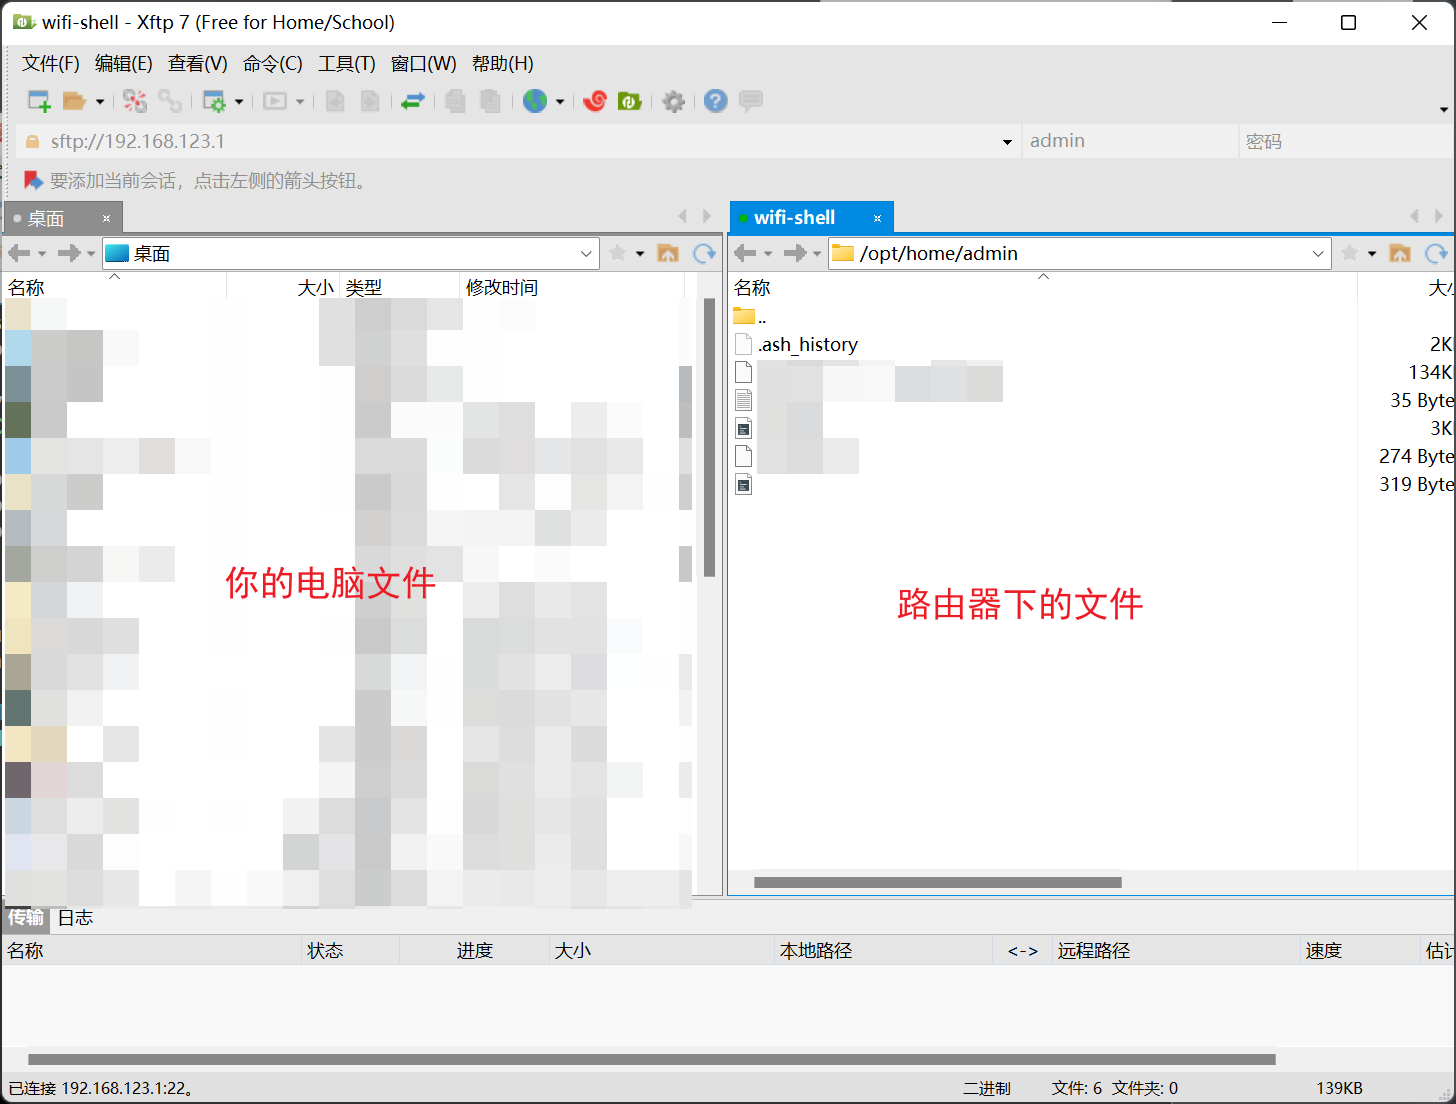 wifi-shell - Xftp 7 (Free for Home/School)
文件(F) 编辑(E) 查看(V) 命令(C) 工具(T) 窗口(W) 帮助(H)
sftp://192.168.123.1 admin 密码
要添加当前会话，点击左侧的箭头按钮。
桌面
桌面
名称 大小 类型 修改时间
你的电脑文件
wifi-shell
/opt/home/admin
名称
..
.ash_history 2K
134K
35 Byte
3K
274 Byte
319 Byte
路由器下的文件
传输 日志
名称 状态 进度 大小 本地路径 <-> 远程路径 速度
已连接 192.168.123.1:22。 二进制 文件: 6 文件夹: 0 139KB